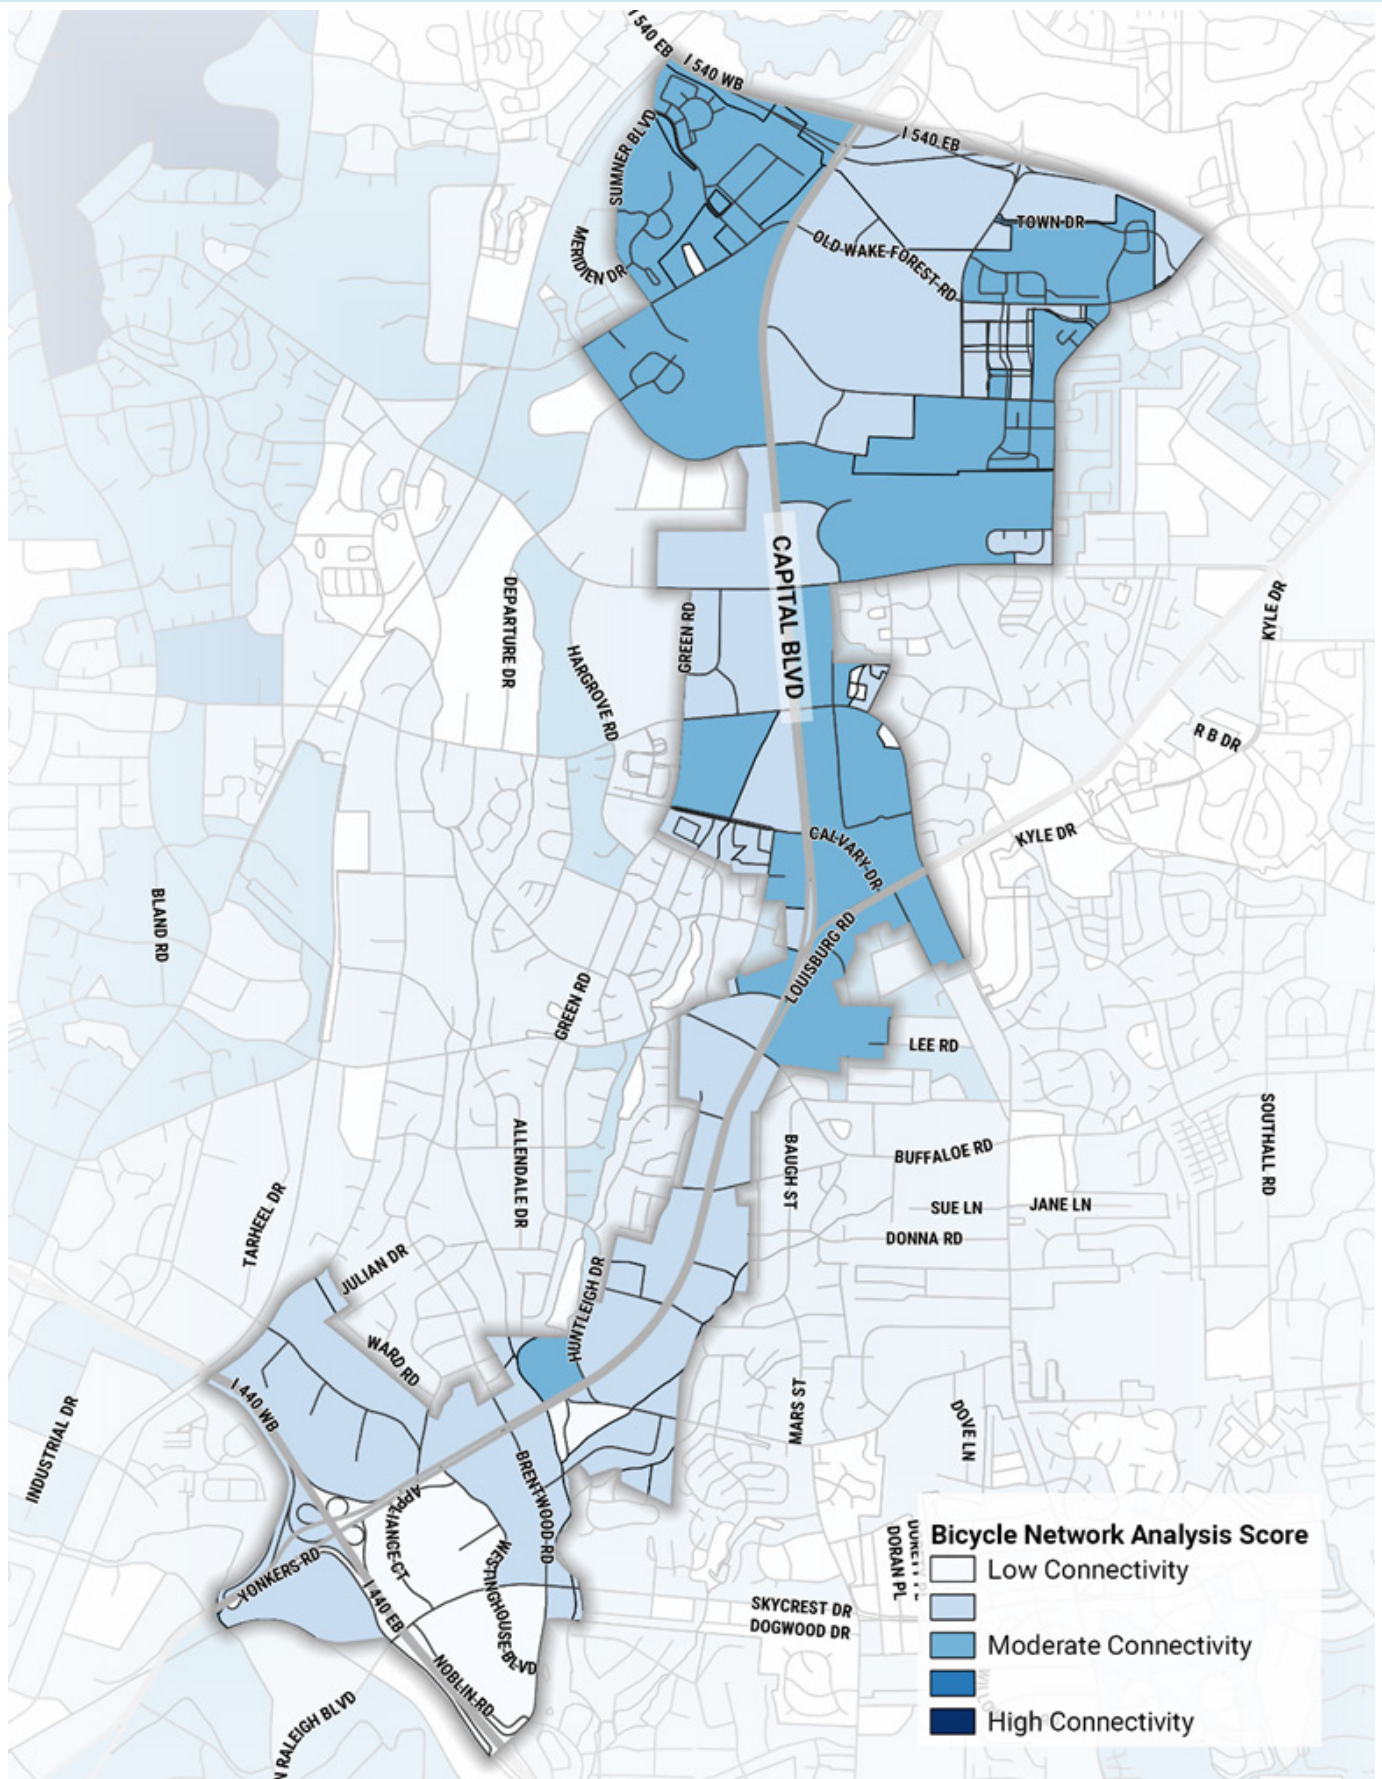 I 540 EB
I 540 WB
I 540 EB
SUMNER BLVD
TOWN DR
MERIDIEN DR
OLD WAKE FOREST RD
CAPITAL BLVD
DEPARTURE DR
GREEN RD
KYLE DR
HARGROVE RD
R B DR
KYLE DR
CALVARY DR
BLAND RD
LOUISBURG RD
GREEN RD
LEE RD
ALLENDALE DR
BAUGH ST
SOUTHALL RD
BUFFALOE RD
TARHEEL DR
SUE LN
JANE LN
DONNA RD
JULIAN DR
HUNTLEIGH DR
WARD RD
I 440 WB
MARS ST
INDUSTRIAL DR
DOVE LN
BRENTWOOD RD
APPLIANCE CT
WESTINGHOUSE BLVD
DORAN PL
YONKERS RD
I 440 EB
SKYCREST DR
DOGWOOD DR
NOBLIN RD
N RALEIGH BLVD
Bicycle Network Analysis Score
Low Connectivity
Moderate Connectivity
High Connectivity